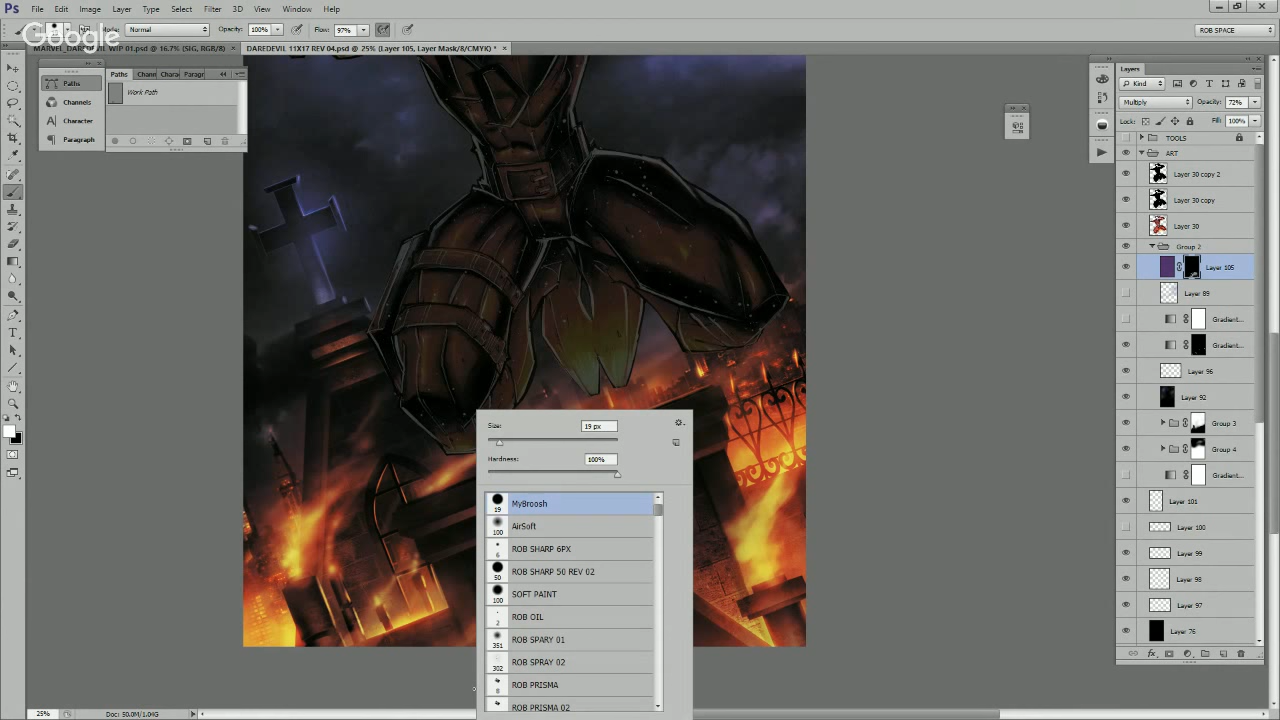 Ps File Edit Image Layer Type Select Filter 3D View Window Help
Mode: Normal Opacity: 100% Flow: 97% ROB SPACE
Google
MARVEL_DAREDEVIL WIP 01.psd @ 16.7% (SIG, RGB/8) × DAREDEVIL 11X17 REV 04.psd @ 25% (Layer 105, Layer Mask/8/CMYK) * ×
Paths
Channels
Character
Paragraph
Paths Chann Charac Paragr
Work Path
Layers
Kind
Multiply Opacity: 72%
Lock: Fill: 100%
TOOLS
ART
Layer 30 copy 2
Layer 30 copy
Layer 30
Group 2
Layer 105
Layer 89
Gradient...
Gradient...
Layer 96
Layer 92
Group 3
Group 4
Gradient...
Layer 101
Layer 100
Layer 99
Layer 98
Layer 97
Layer 76
Size: 19 px
Hardness: 100%
19 MyBroosh
100 AirSoft
6 ROB SHARP 6PX
50 ROB SHARP 50 REV 02
100 SOFT PAINT
2 ROB OIL
351 ROB SPARY 01
302 ROB SPRAY 02
8 ROB PRISMA
ROB PRISMA 02
25% Doc: 50.0M/1.04G